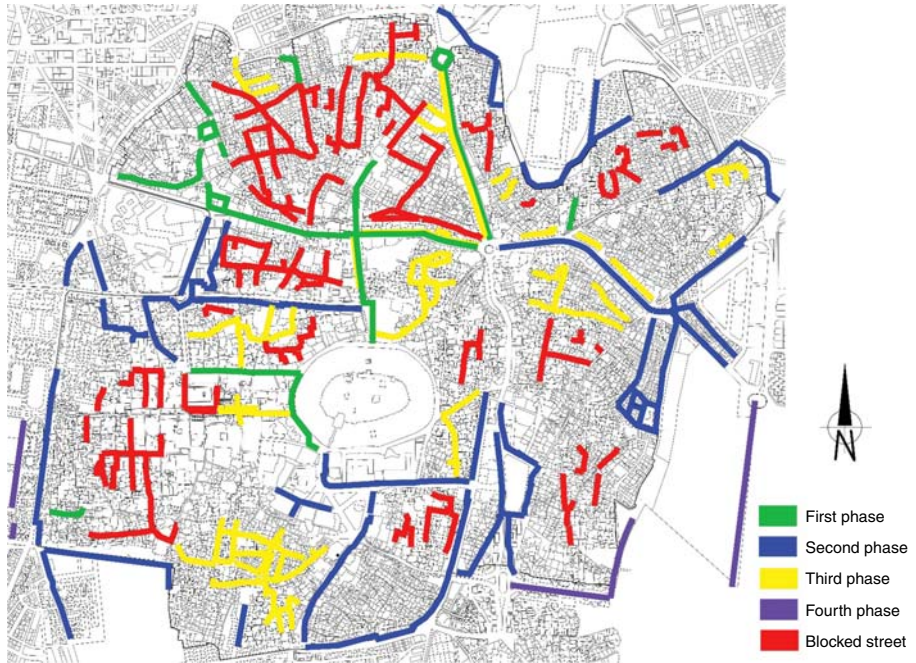 N
First phase
Second phase
Third phase
Fourth phase
Blocked street